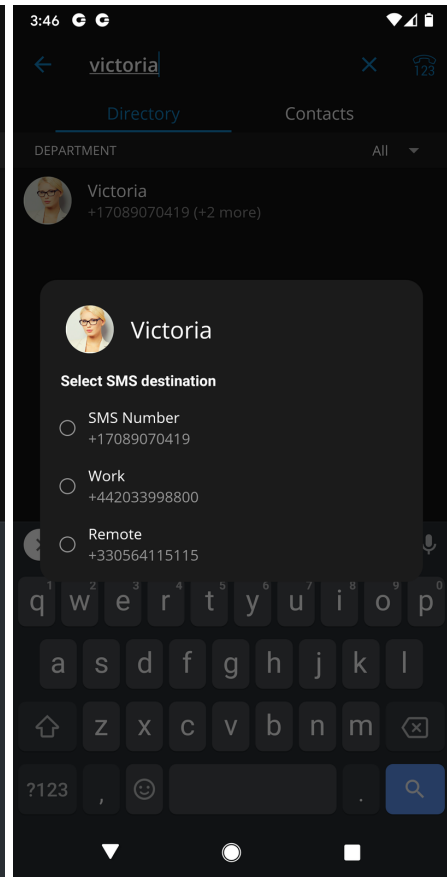 3:46 G G
victoria
123
Directory
Contacts
DEPARTMENT
All
Victoria
+17089070419 (+2 more)
Victoria
Select SMS destination
SMS Number
+17089070419
Work
+442033998800
Remote
+330564115115
1 2 3 4 5 6 7 8 9 0
q w e r t y u i o p
a s d f g h j k l
z x c v b n m
?123 , .